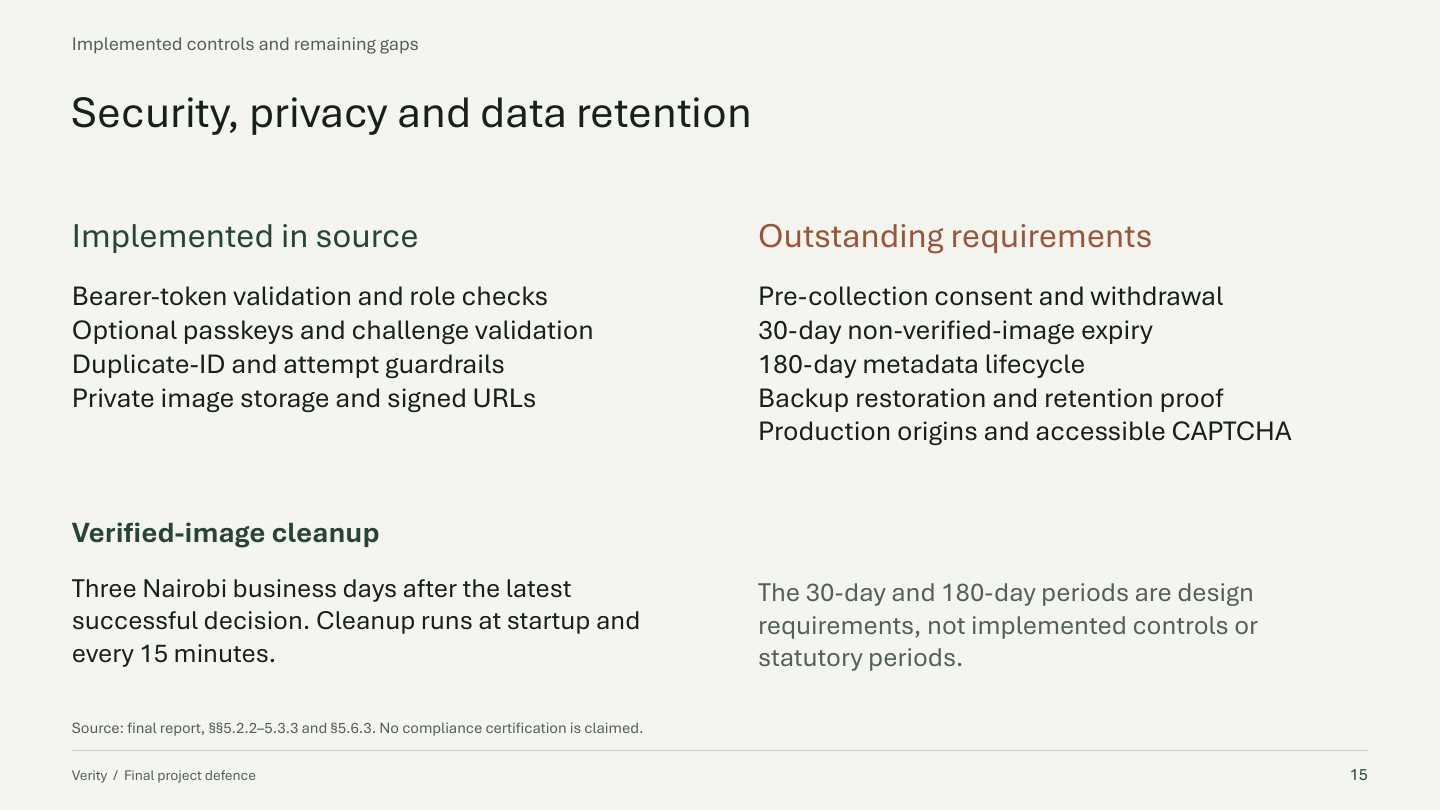 Implemented controls and remaining gaps
Security, privacy and data retention
Implemented in source
Bearer-token validation and role checks
Optional passkeys and challenge validation
Duplicate-ID and attempt guardrails
Private image storage and signed URLs
Outstanding requirements
Pre-collection consent and withdrawal
30-day non-verified-image expiry
180-day metadata lifecycle
Backup restoration and retention proof
Production origins and accessible CAPTCHA
Verified-image cleanup
Three Nairobi business days after the latest
successful decision. Cleanup runs at startup and
every 15 minutes.
The 30-day and 180-day periods are design
requirements, not implemented controls or
statutory periods.
Source: final report, §§5.2.2–5.3.3 and §5.6.3. No compliance certification is claimed.
Verity / Final project defence
15